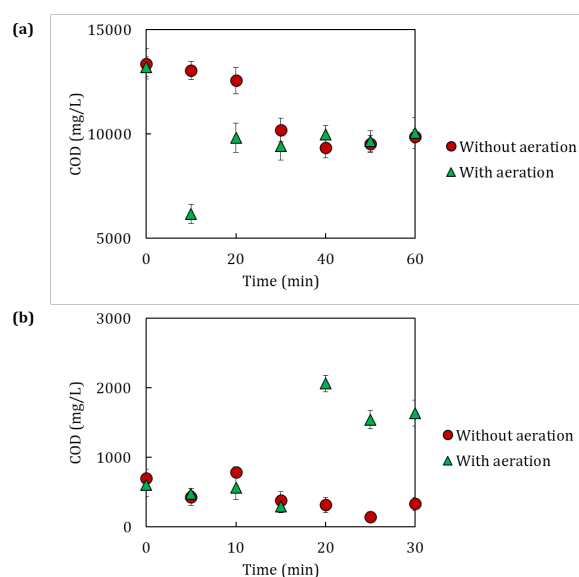 (a)
15000
10000
5000
COD (mg/L)
0 20 40 60
Time (min)
Without aeration
With aeration
(b)
3000
2000
1000
0
COD (mg/L)
0 10 20 30
Time (min)
Without aeration
With aeration